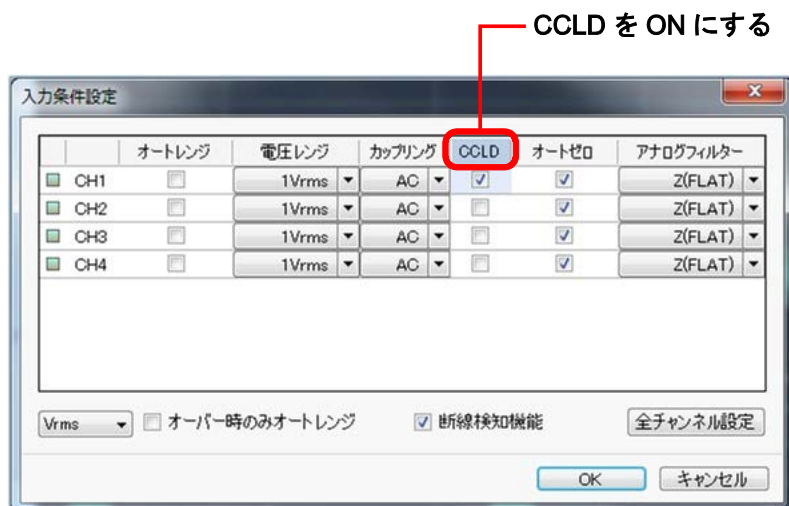 CCLD を ON にする
入力条件設定
オートレンジ 電圧レンジ カップリング CCLD オートゼロ アナログフィルター
CH1 1Vrms AC Z(FLAT)
CH2 1Vrms AC Z(FLAT)
CH3 1Vrms AC Z(FLAT)
CH4 1Vrms AC Z(FLAT)
Vrms オーバー時のみオートレンジ 断線検知機能 全チャンネル設定
OK キャンセル